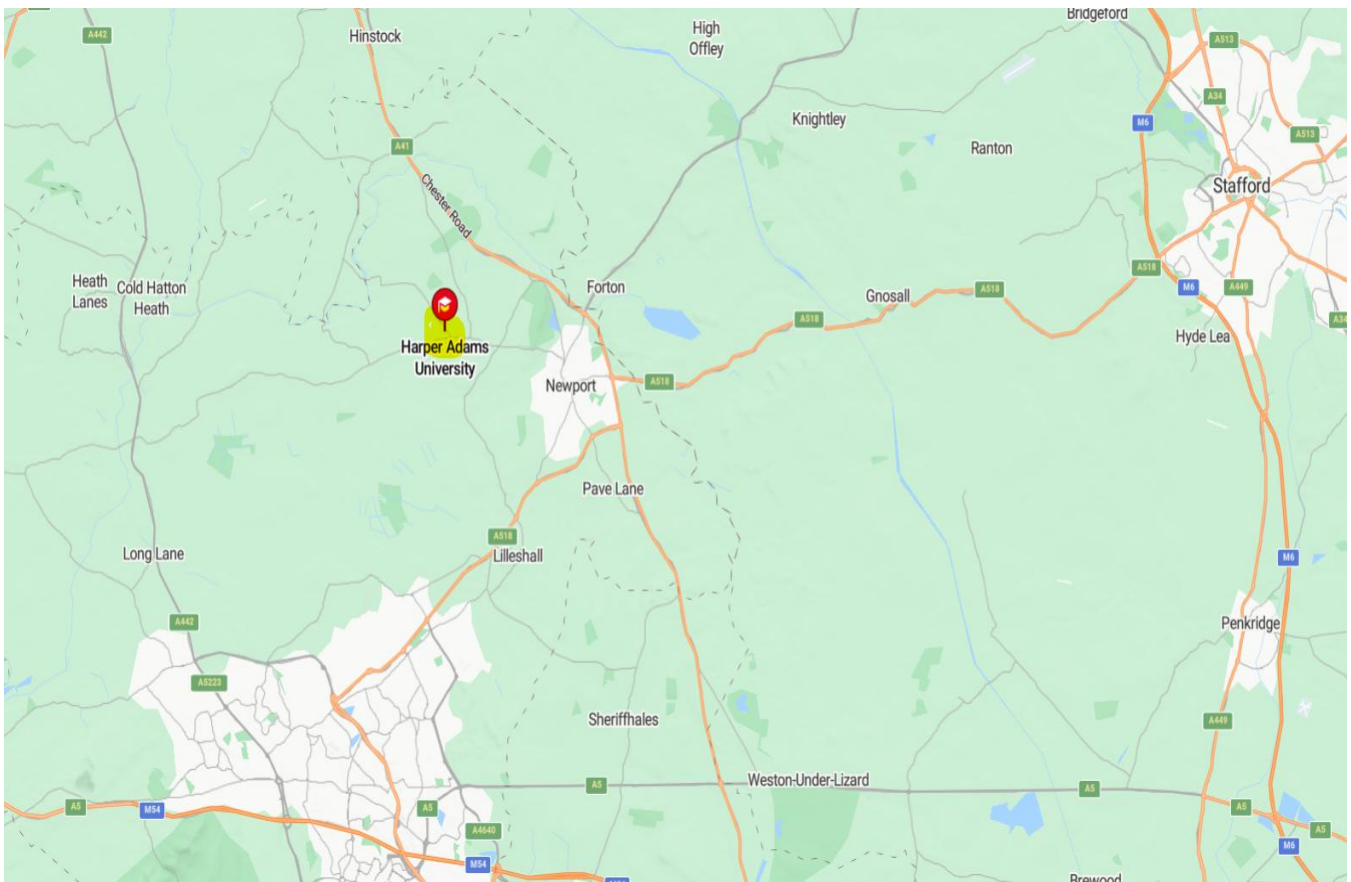 Bridgeford
A442
Hinstock
High
Offley
A513
A34
Knightley
M6
A513
A41
Ranton
Stafford
Chester Road
Heath
Lanes
Cold Hatton
Heath
Forton
Gnosall
A518
A518
M6
A449
A518
A34
Harper Adams
University
Hyde Lea
Newport
A518
Pave Lane
A518
Lilleshall
Long Lane
M6
A442
Penkridge
A5223
Sheriffhales
A449
Weston-Under-Lizard
A5
A5
A5
M54
A5
A5
A5
A4640
M6
M54
Brewood